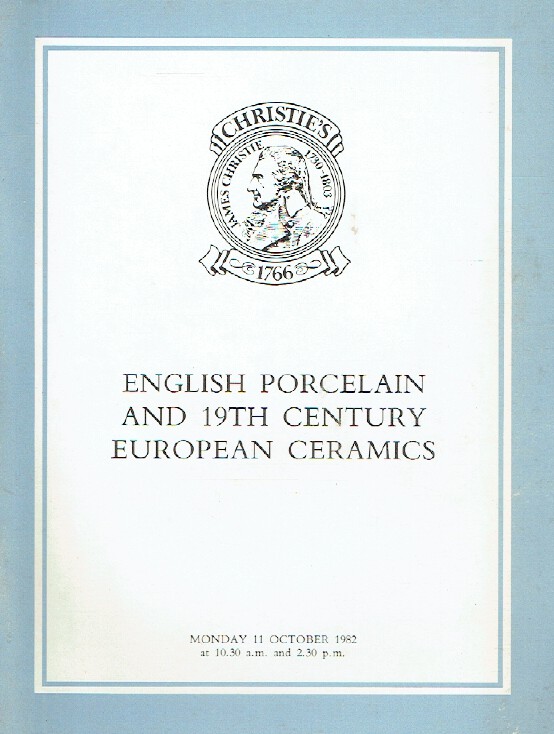 CHRISTIE'S
JAMES CHRISTIE 1730-1803
1766
ENGLISH PORCELAIN
AND 19TH CENTURY
EUROPEAN CERAMICS
MONDAY 11 OCTOBER 1982
at 10.30 a.m. and 2.30 p.m.